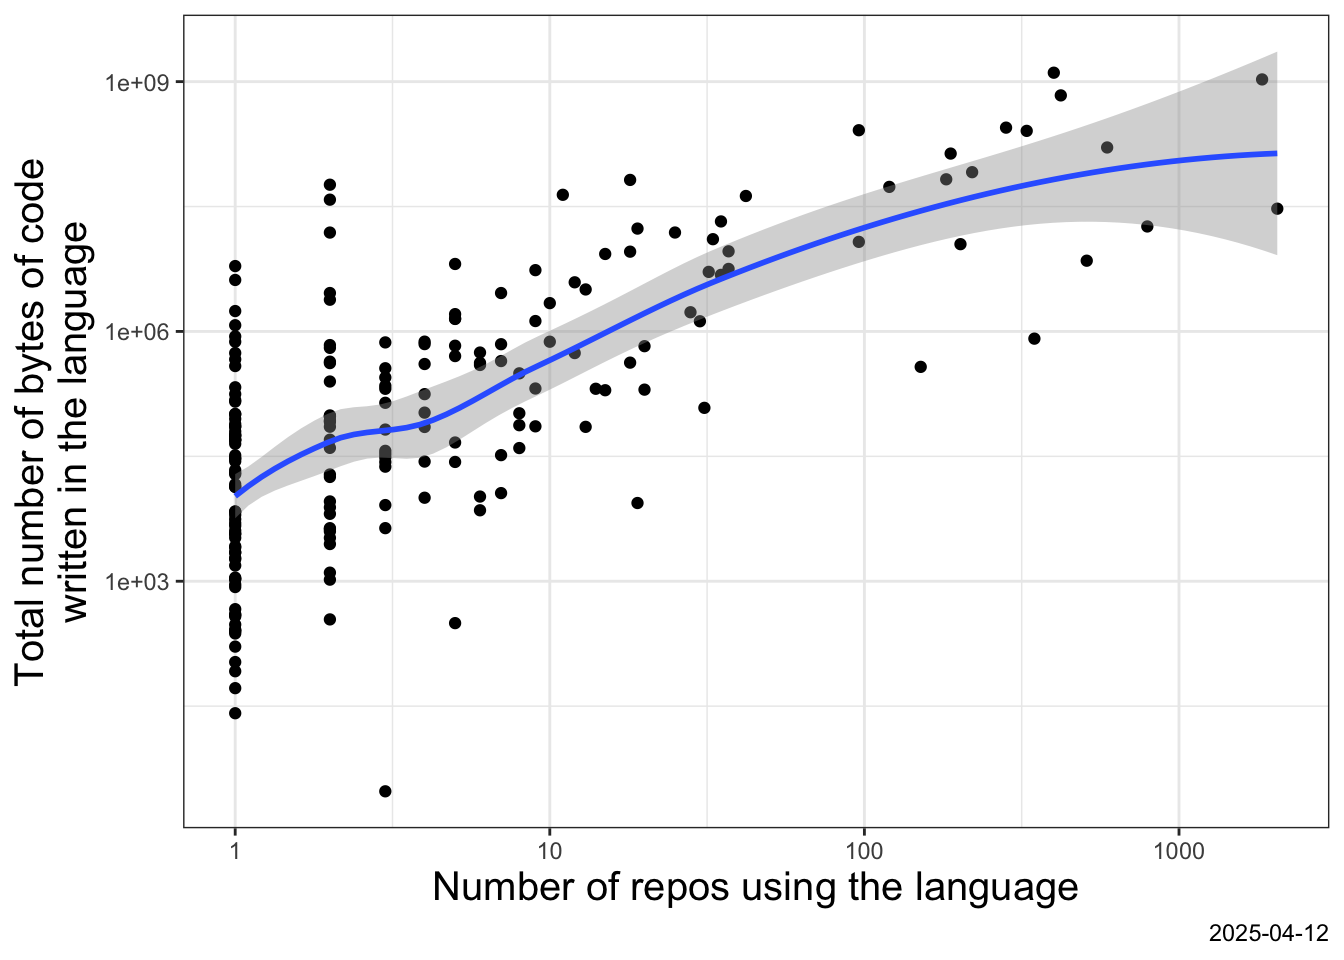 Total number of bytes of code
written in the language
1e+09
1e+06
1e+03
1
10
100
1000
Number of repos using the language
2025-04-12